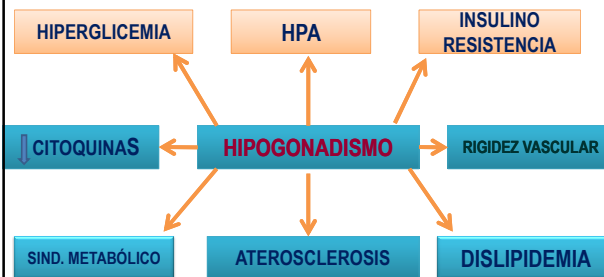 HIPERGLICEMIA
HPA
INSULINO
RESISTENCIA
↓ CITOQUINAS
HIPOGONADISMO
RIGIDEZ VASCULAR
SIND. METABÓLICO
ATEROSCLEROSIS
DISLIPIDEMIA